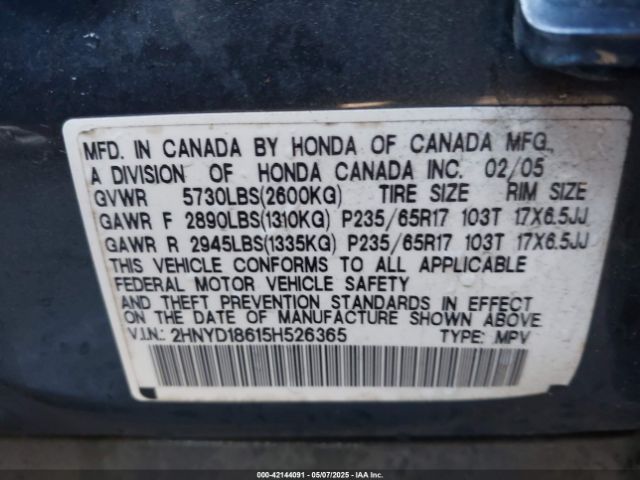 MFD. IN CANADA BY HONDA OF CANADA MFG.,
A DIVISION OF HONDA CANADA INC. 02/05
GVWR 5730LBS(2600KG) TIRE SIZE RIM SIZE
GAWR F 2890LBS(1310KG) P235/65R17 103T 17X6.5JJ
GAWR R 2945LBS(1335KG) P235/65R17 103T 17X6.5JJ
THIS VEHICLE CONFORMS TO ALL APPLICABLE
FEDERAL MOTOR VEHICLE SAFETY
AND THEFT PREVENTION STANDARDS IN EFFECT
ON THE DATE OF MANUFACTURE SHOWN ABOVE.
V.I.N.: 2HNYD18615H526365 TYPE: MPV
000-42144091 - 05/07/2025 - IAA Inc.